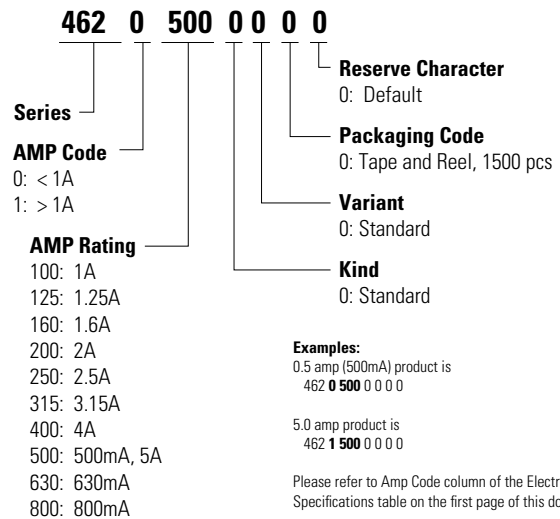 462 0 500 0 0 0 0
Series
AMP Code
0: < 1A
1: > 1A
AMP Rating
100: 1A
125: 1.25A
160: 1.6A
200: 2A
250: 2.5A
315: 3.15A
400: 4A
500: 500mA, 5A
630: 630mA
800: 800mA
Reserve Character
0: Default
Packaging Code
0: Tape and Reel, 1500 pcs
Variant
0: Standard
Kind
0: Standard
Examples:
0.5 amp (500mA) product is
462 0 500 0 0 0 0
5.0 amp product is
462 1 500 0 0 0 0
Please refer to Amp Code column of the Electr
Specifications table on the first page of this do